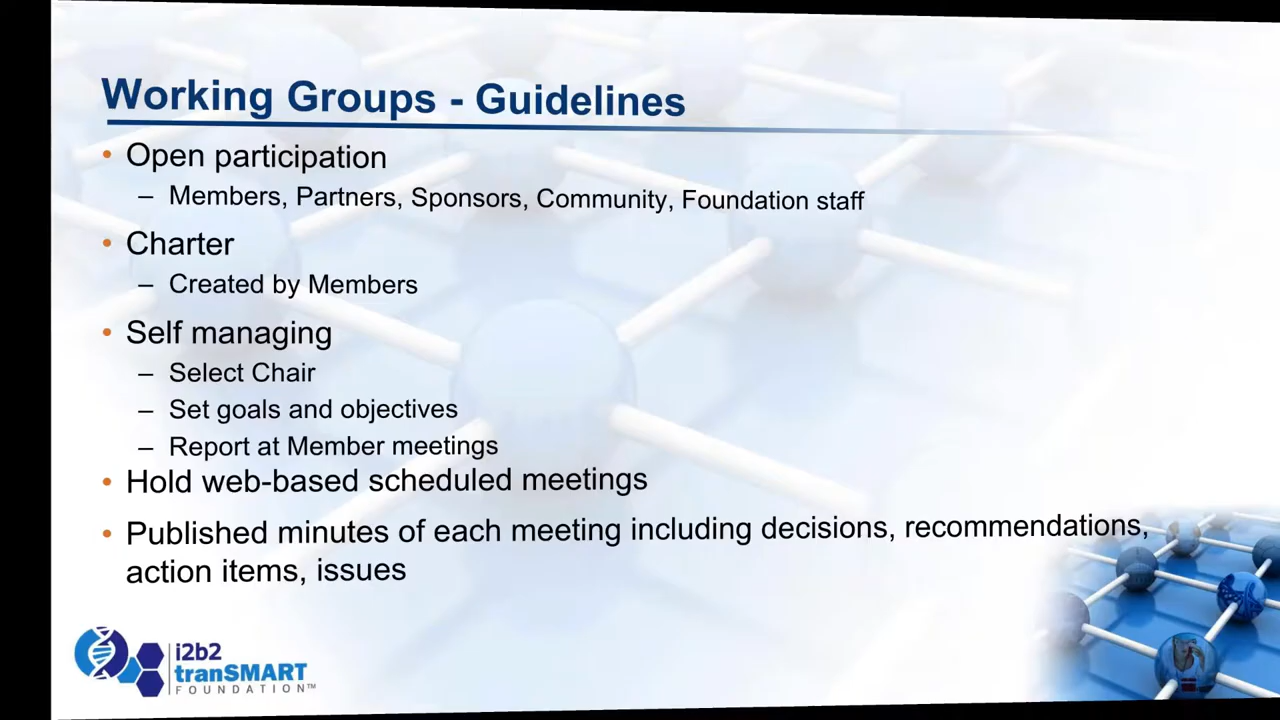 Working Groups - Guidelines
• Open participation
– Members, Partners, Sponsors, Community, Foundation staff
• Charter
– Created by Members
• Self managing
– Select Chair
– Set goals and objectives
– Report at Member meetings
• Hold web-based scheduled meetings
• Published minutes of each meeting including decisions, recommendations,
action items, issues
i2b2
tranSMART
FOUNDATION™